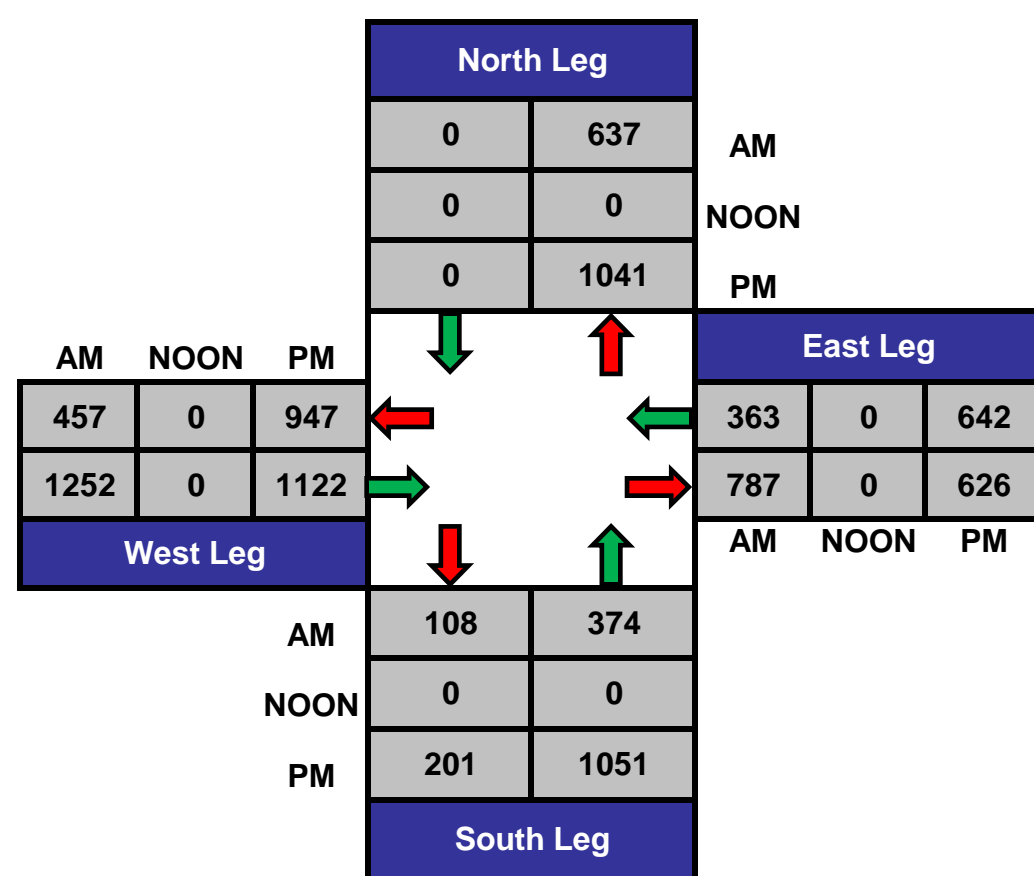 North Leg
0 637 AM
0 0 NOON
0 1041 PM
East Leg
AM NOON PM
457 0 947 363 0 642
1252 0 1122 787 0 626
West Leg AM NOON PM
AM 108 374
NOON 0 0
PM 201 1051
South Leg